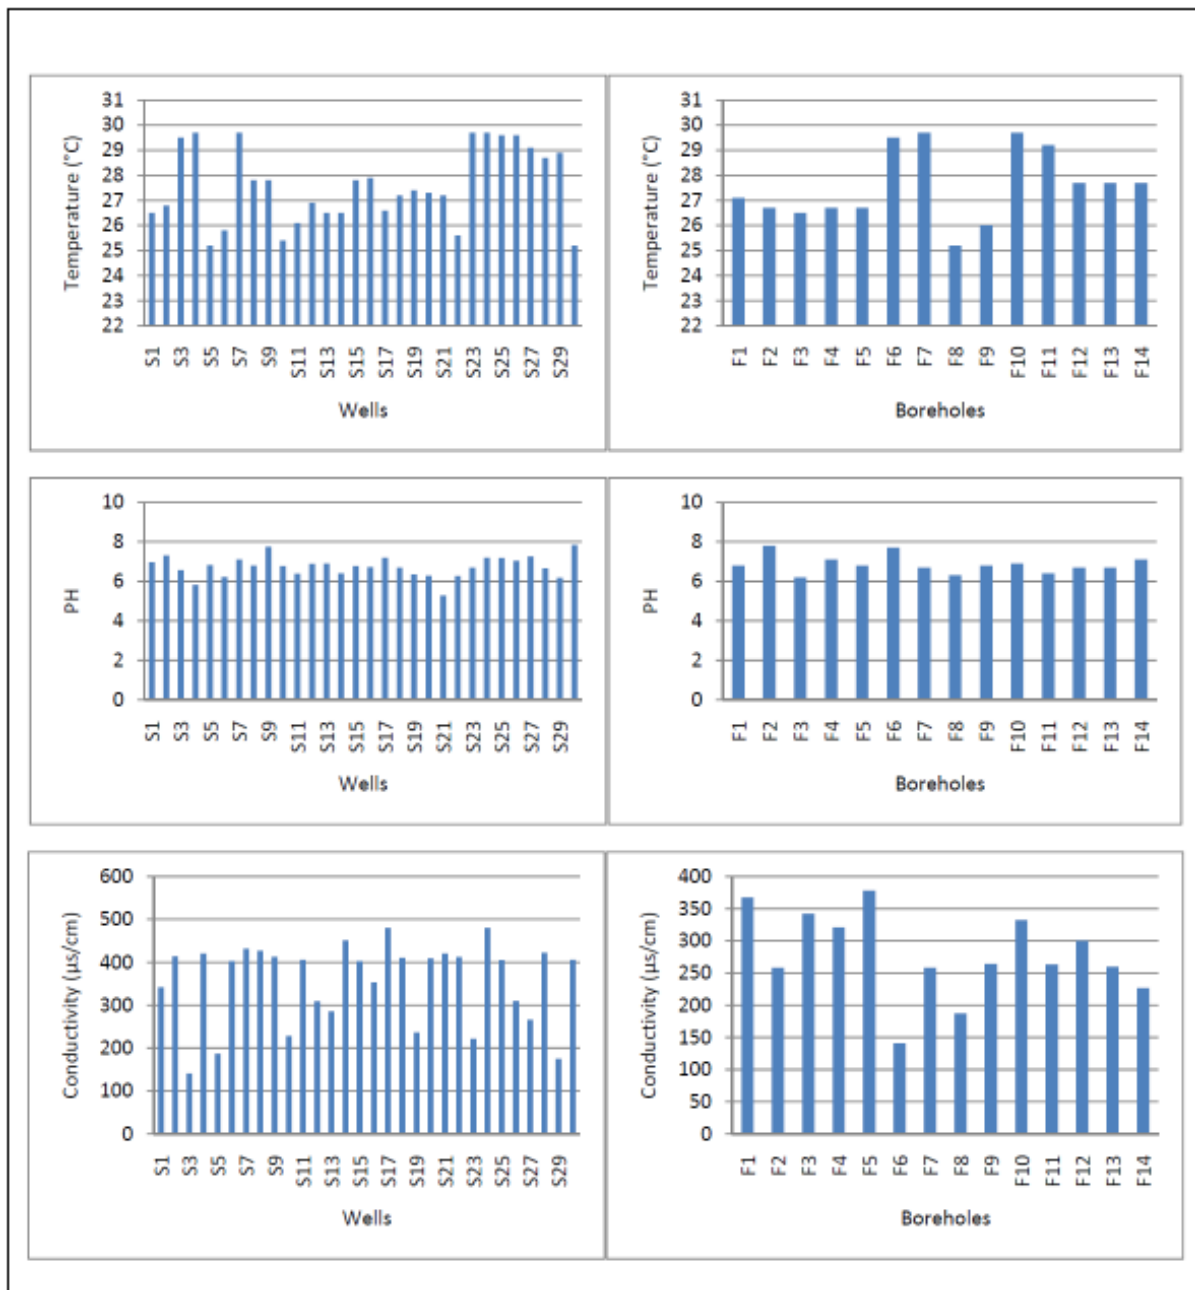 31
30
29
28
27
26
25
24
23
22
Temperature (°C)
S1 S3 S5 S7 S9 S11 S13 S15 S17 S19 S21 S23 S25 S27 S29
Wells
31
30
29
28
27
26
25
24
23
22
Temperature (°C)
F1 F2 F3 F4 F5 F6 F7 F8 F9 F10 F11 F12 F13 F14
Boreholes
10
8
6
4
2
0
PH
S1 S3 S5 S7 S9 S11 S13 S15 S17 S19 S21 S23 S25 S27 S29
Wells
10
8
6
4
2
0
PH
F1 F2 F3 F4 F5 F6 F7 F8 F9 F10 F11 F12 F13 F14
Boreholes
600
500
400
300
200
100
0
Conductivity (µs/cm)
S1 S3 S5 S7 S9 S11 S13 S15 S17 S19 S21 S23 S25 S27 S29
Wells
400
350
300
250
200
150
100
50
0
Conductivity (µs/cm)
F1 F2 F3 F4 F5 F6 F7 F8 F9 F10 F11 F12 F13 F14
Boreholes